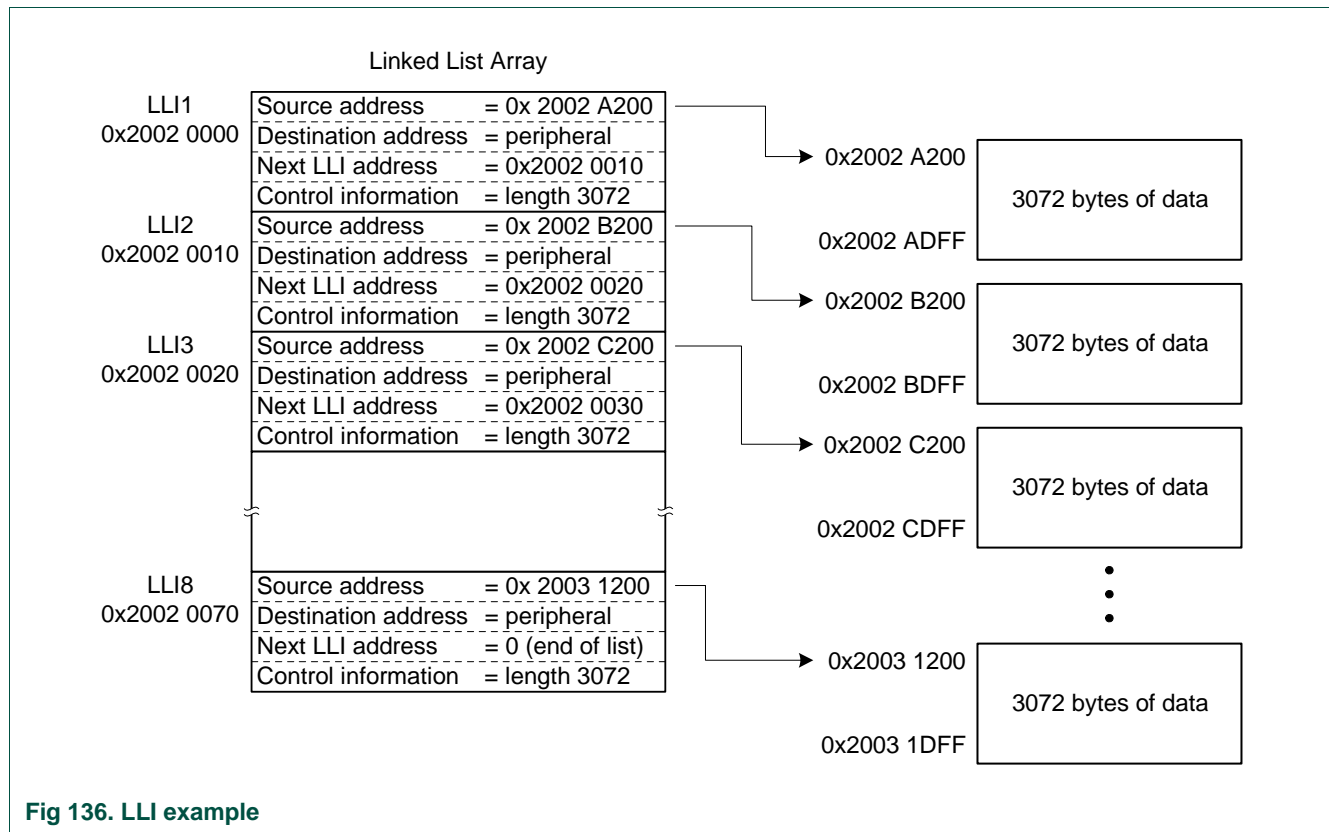 Linked List Array
LLI1
0x2002 0000
Source address = 0x 2002 A200
Destination address = peripheral
Next LLI address = 0x2002 0010
Control information = length 3072
LLI2
0x2002 0010
Source address = 0x 2002 B200
Destination address = peripheral
Next LLI address = 0x2002 0020
Control information = length 3072
LLI3
0x2002 0020
Source address = 0x 2002 C200
Destination address = peripheral
Next LLI address = 0x2002 0030
Control information = length 3072
LLI8
0x2002 0070
Source address = 0x 2003 1200
Destination address = peripheral
Next LLI address = 0 (end of list)
Control information = length 3072
0x2002 A200
3072 bytes of data
0x2002 ADFF
0x2002 B200
3072 bytes of data
0x2002 BDFF
0x2002 C200
3072 bytes of data
0x2002 CDFF
0x2003 1200
3072 bytes of data
0x2003 1DFF
Fig 136. LLI example